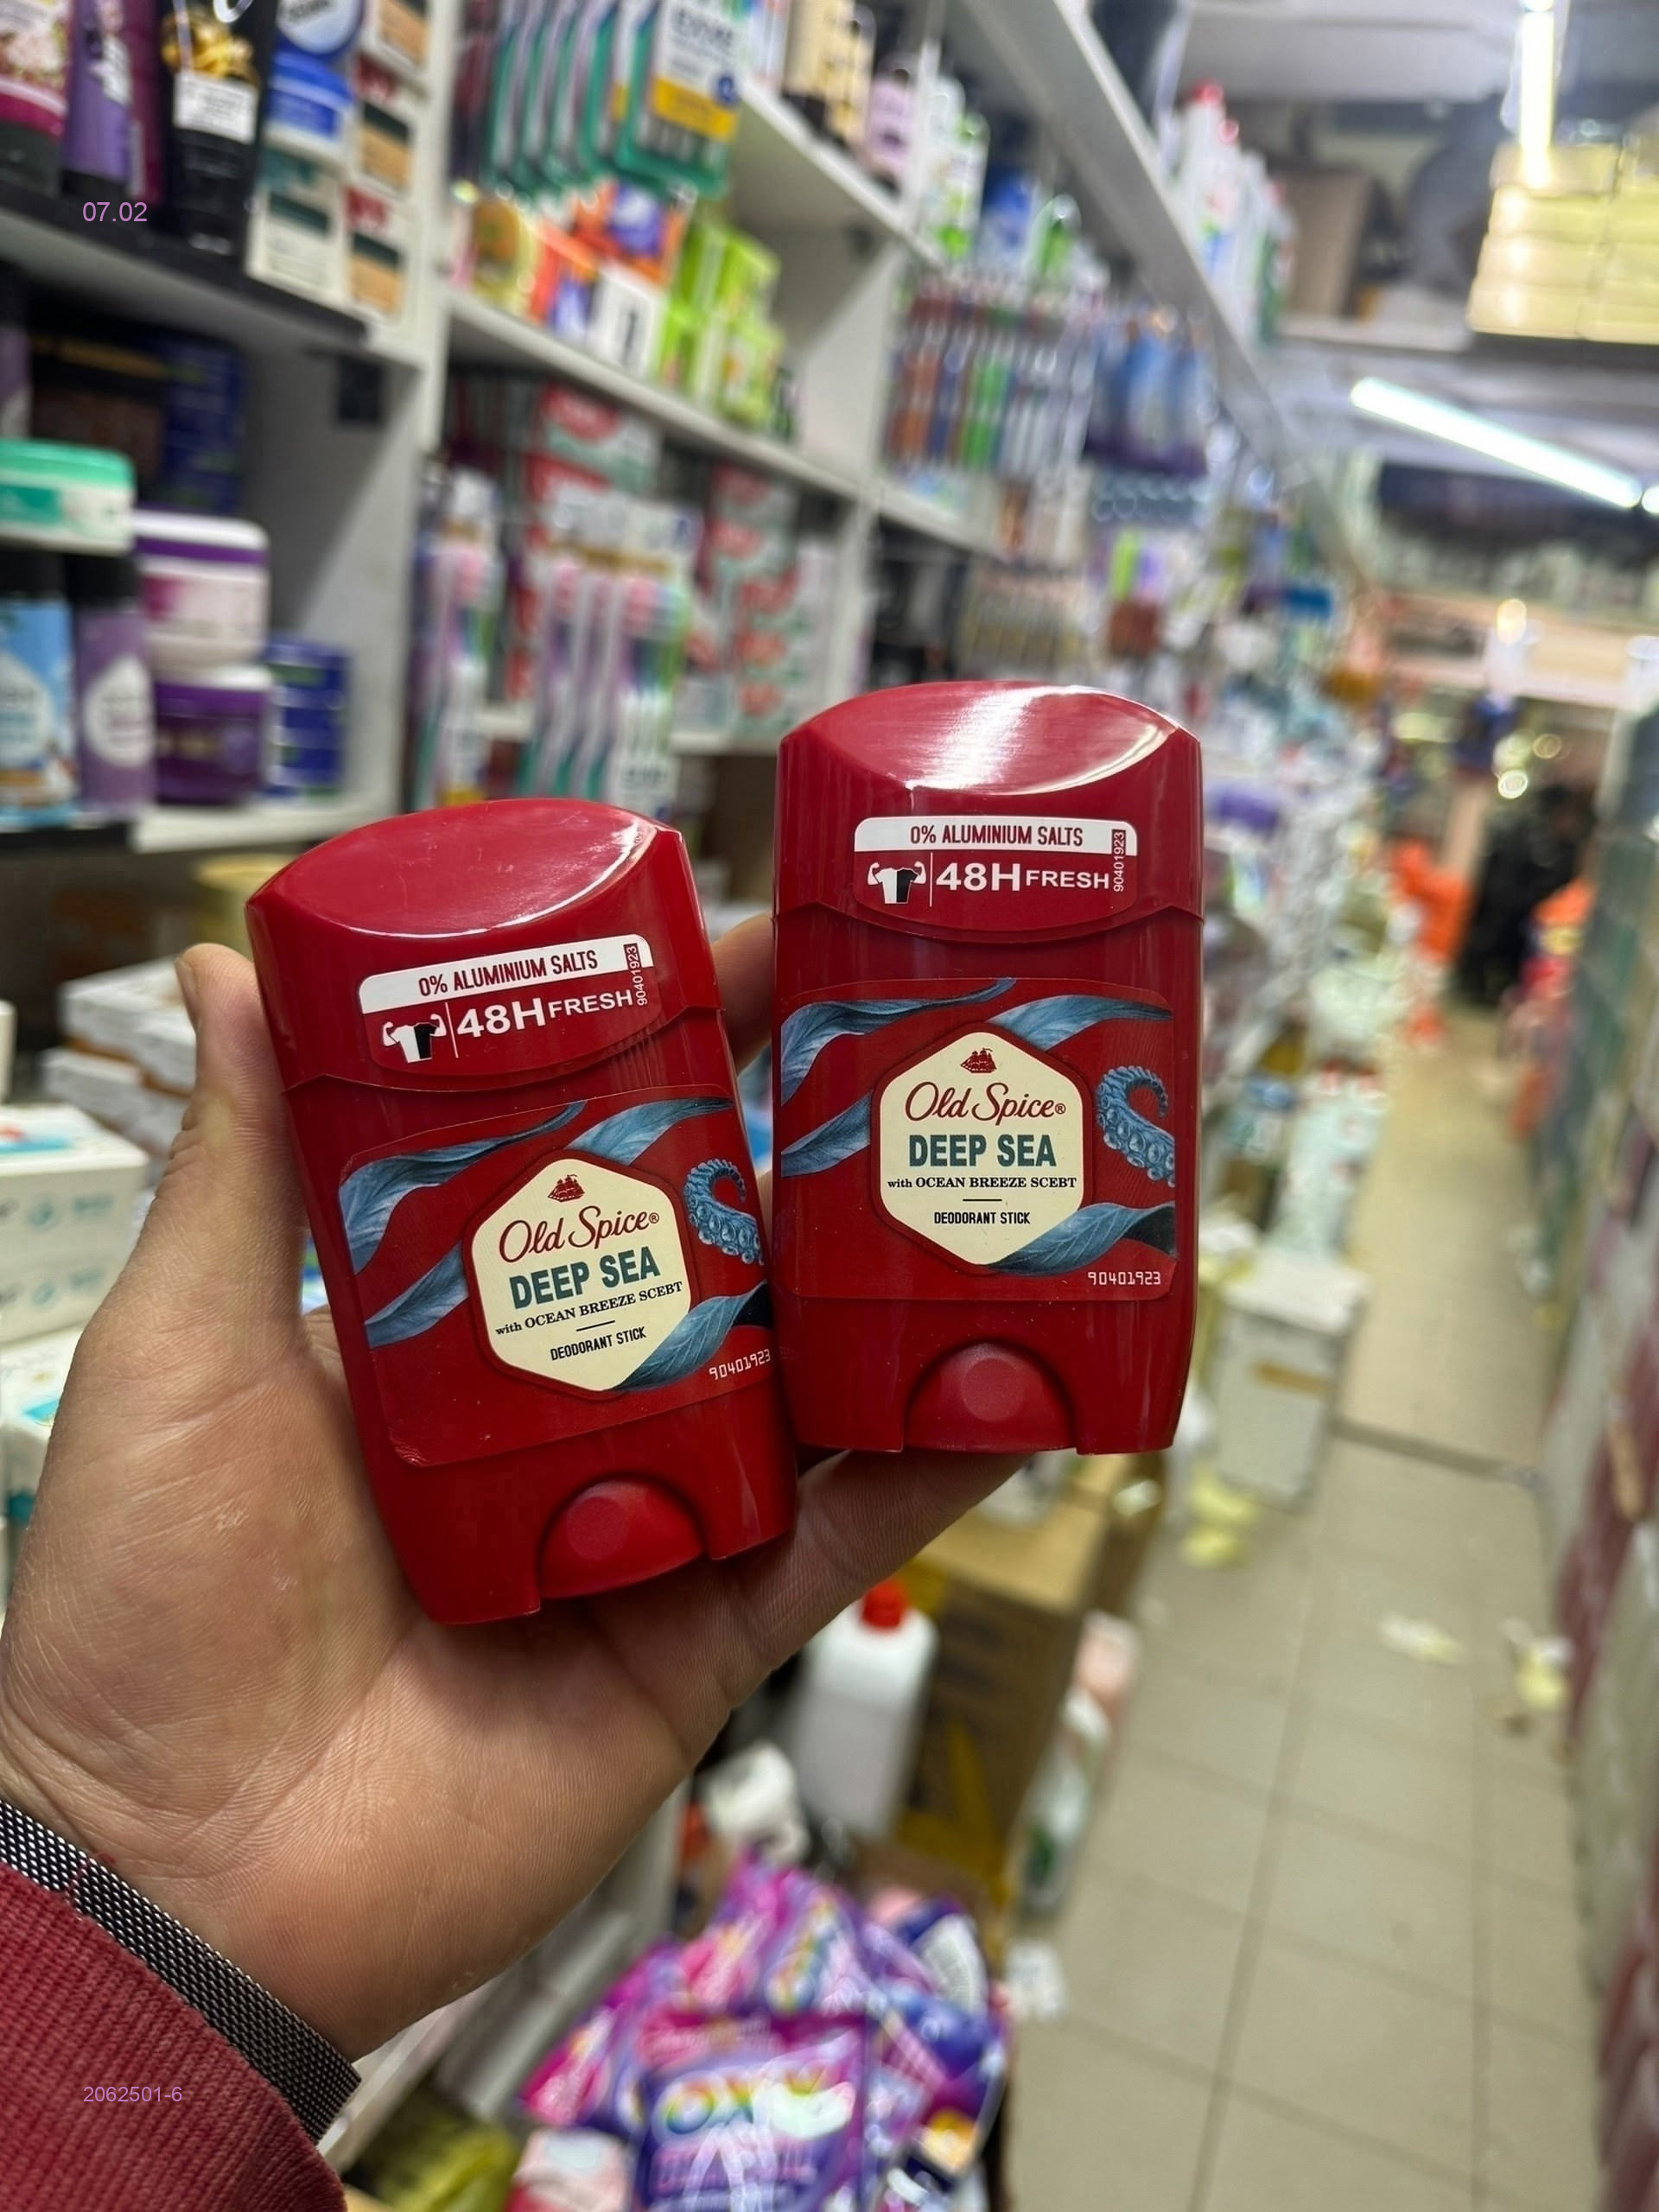 07.02
0% ALUMINIUM SALTS
48H FRESH
90401923
Old Spice®
DEEP SEA
with OCEAN BREEZE SCEBT
DEODORANT STICK
90401923
0% ALUMINIUM SALTS
48H FRESH
90401923
Old Spice®
DEEP SEA
with OCEAN BREEZE SCEBT
DEODORANT STICK
90401923
2062501-6